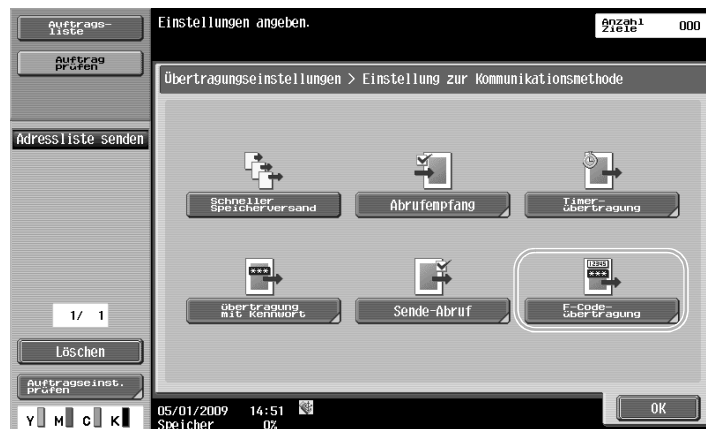 Auftrags-
liste
Auftrag
prüfen
Einstellungen angeben.
Anzahl
Ziele
000
Übertragungseinstellungen > Einstellung zur Kommunikationsmethode
Adressliste senden
Schneller
Speicherversand
Abrufempfang
Timer-
übertragung
***
12345
***
übertragung
mit Kennwort
Sende-Abruf
F-Code-
übertragung
1/ 1
Löschen
Auftragseinst.
prüfen
Y M C K
05/01/2009 14:51
Speicher 0%
OK